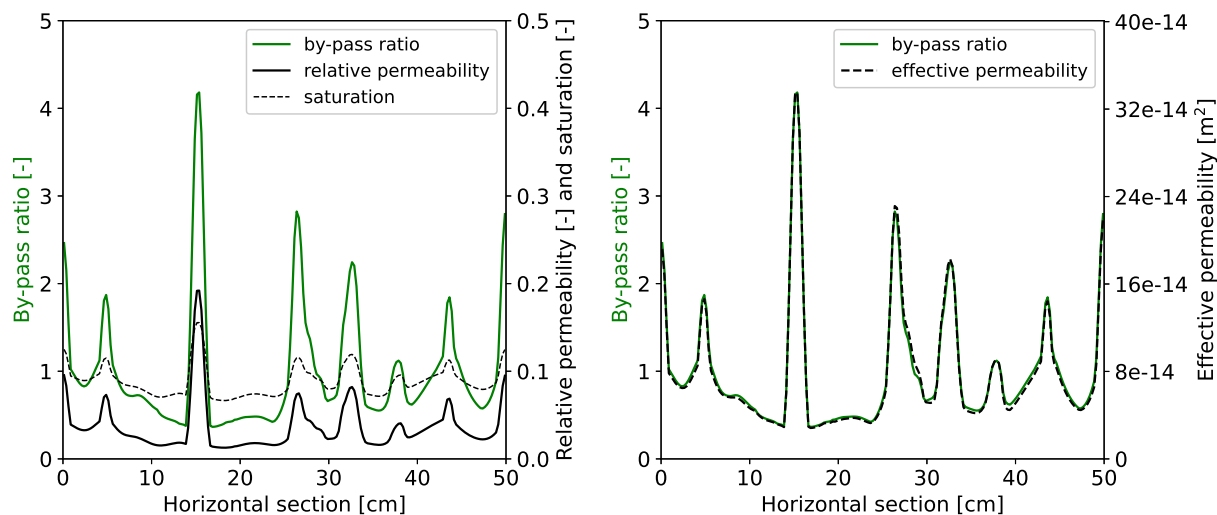 5
4
3
2
1
0
By-pass ratio [-]
by-pass ratio
relative permeability
saturation
0.5
0.4
0.3
0.2
0.1
0.0
Relative permeability [-] and saturation [-]
0 10 20 30 40 50
Horizontal section [cm]
5
4
3
2
1
0
By-pass ratio [-]
by-pass ratio
effective permeability
40e-14
32e-14
24e-14
16e-14
8e-14
0
Effective permeability [m²]
0 10 20 30 40 50
Horizontal section [cm]